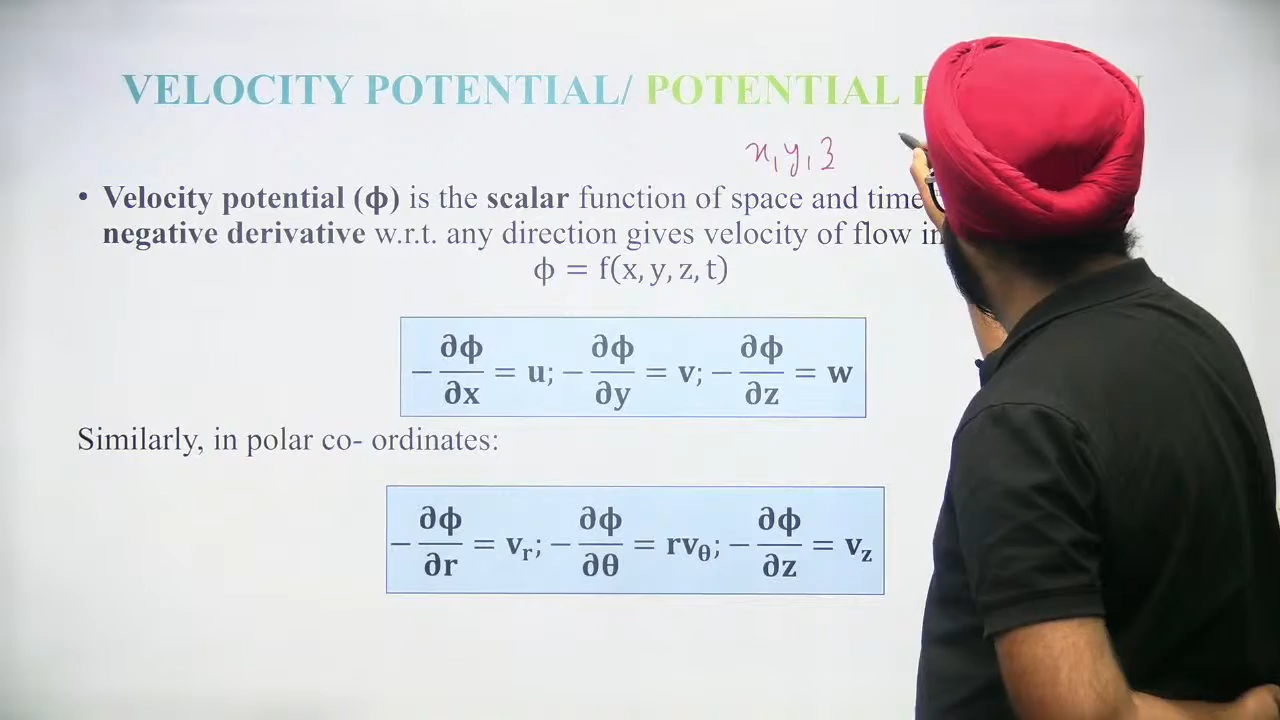 VELOCITY POTENTIAL/ POTENTIAL
x, y, z
• Velocity potential (ϕ) is the scalar function of space and time
negative derivative w.r.t. any direction gives velocity of flow in
ϕ = f(x, y, z, t)
−∂ϕ/∂x = u; −∂ϕ/∂y = v; −∂ϕ/∂z = w
Similarly, in polar co- ordinates:
−∂ϕ/∂r = vᵣ; −∂ϕ/∂θ = rv_θ; −∂ϕ/∂z = v_z